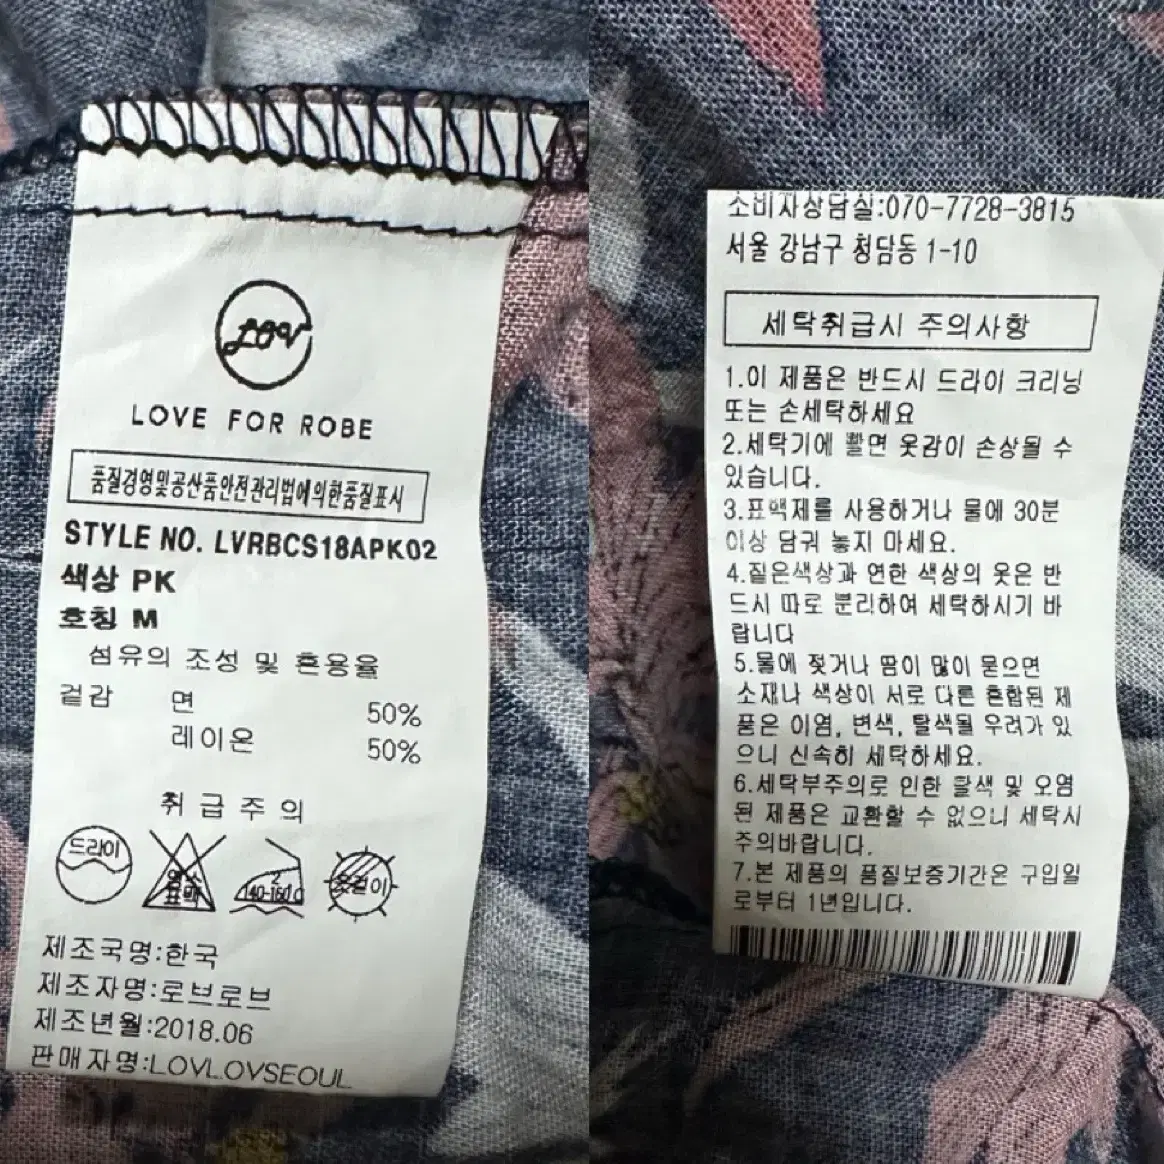 LOV
LOVE FOR ROBE
품질경영및공산품안전관리법에의한품질표시
STYLE NO. LVRBCS18APK02
색상 PK
호칭 M
섬유의 조성 및 혼용율
겉감 면 50%
레이온 50%
취급주의
드라이 염소표백 2 140-160℃ 옷걸이
제조국명:한국
제조자명:로브로브
제조년월:2018.06
판매자명:LOVLOVSEOUL
소비자상담실:070-7728-3815
서울 강남구 청담동 1-10
세탁취급시 주의사항
1.이 제품은 반드시 드라이 크리닝
또는 손세탁하세요
2.세탁기에 빨면 옷감이 손상될 수
있습니다.
3.표백제를 사용하거나 물에 30분
이상 담궈 놓지 마세요.
4.짙은색상과 연한 색상의 옷은 반
드시 따로 분리하여 세탁하시기 바
랍니다
5.물에 젖거나 땀이 많이 묻으면
소재나 색상이 서로 다른 혼합된 제
품은 이염, 변색, 탈색될 우려가 있
으니 신속히 세탁하세요.
6.세탁부주의로 인한 탈색 및 오염
된 제품은 교환할 수 없으니 세탁시
주의바랍니다.
7.본 제품의 품질보증기간은 구입일
로부터 1년입니다.